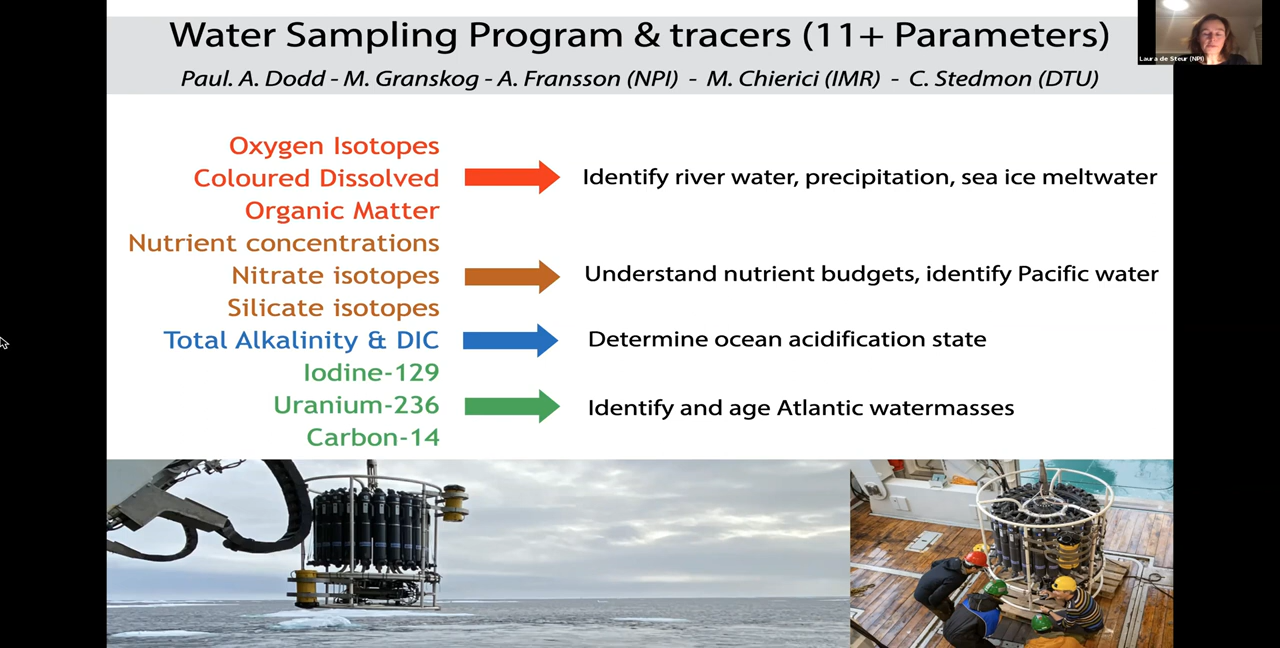 Water Sampling Program & tracers (11+ Parameters)
Paul. A. Dodd - M. Granskog - A. Fransson (NPI) - M. Chierici (IMR) - C. Stedmon (DTU)
Laura de Steur (NPI)
Oxygen Isotopes
Coloured Dissolved
Organic Matter
Identify river water, precipitation, sea ice meltwater
Nutrient concentrations
Nitrate isotopes
Silicate isotopes
Understand nutrient budgets, identify Pacific water
Total Alkalinity & DIC
Determine ocean acidification state
Iodine-129
Uranium-236
Carbon-14
Identify and age Atlantic watermasses